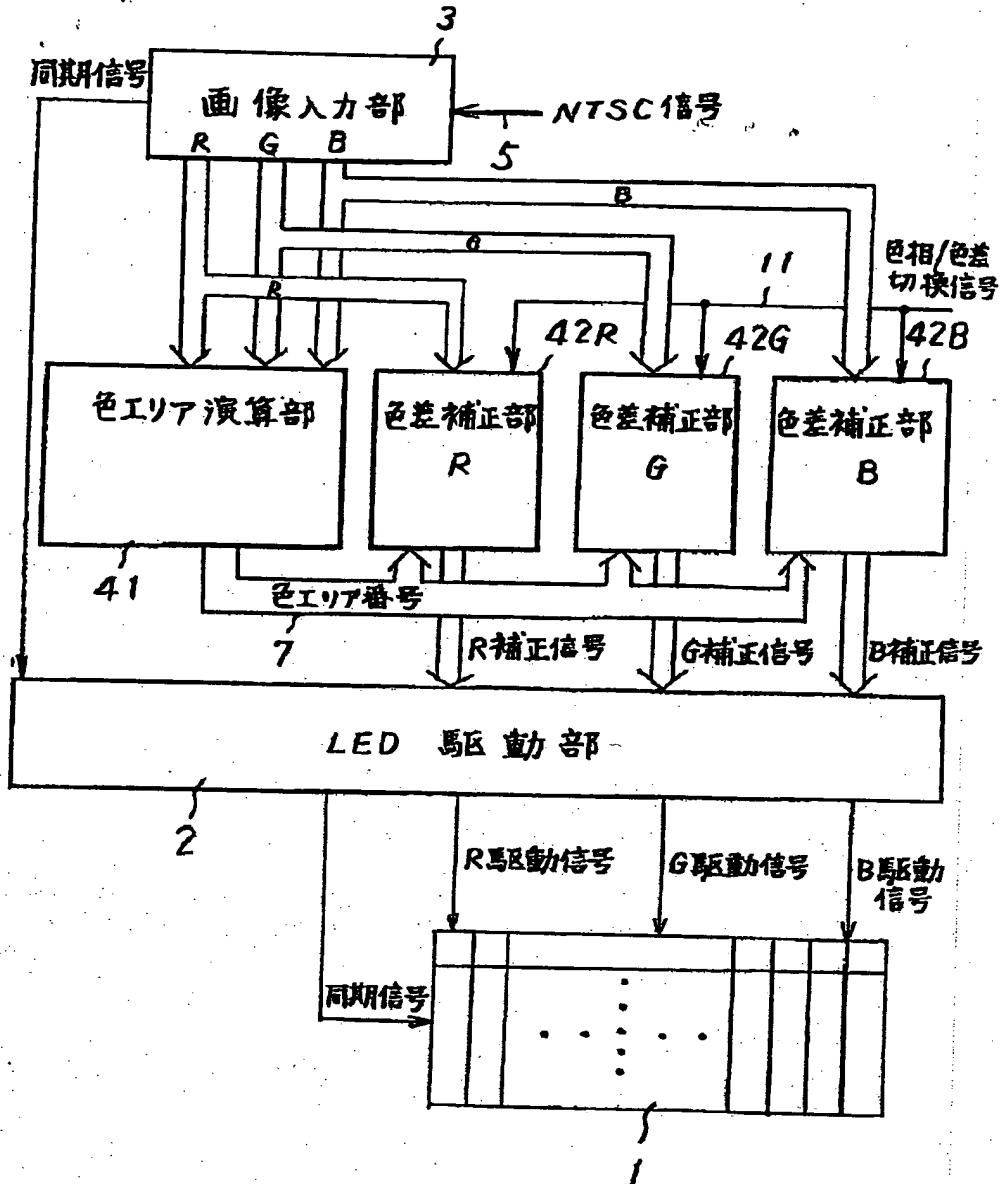 3
同期信号
画像入力部
NTSC信号
R G B
5
B
G
R
11
色相/色差
切換信号
42R
42G
42B
色エリア演算部
色差補正部
R
色差補正部
G
色差補正部
B
41
色エリア番号
7
R補正信号
G補正信号
B補正信号
LED 駆動部
2
R駆動信号
G駆動信号
B駆動
信号
同期信号
1